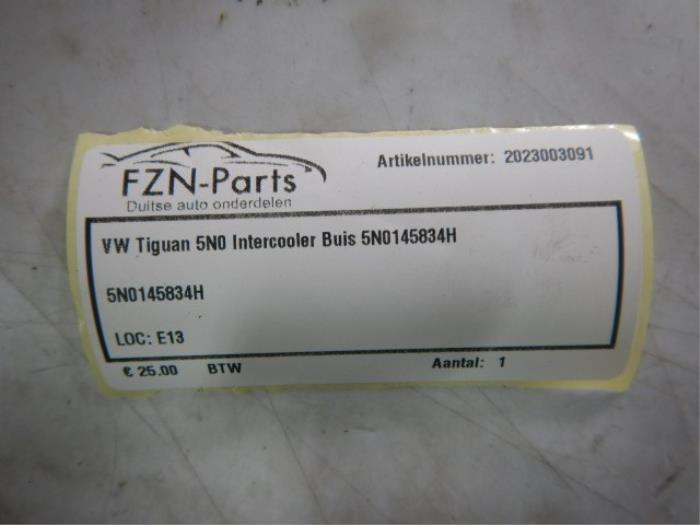 FZN-Parts
Duitse auto onderdelen
Artikelnummer: 2023003091
VW Tiguan 5N0 Intercooler Buis 5N0145834H
5N0145834H
LOC: E13
€ 25.00 BTW Aantal: 1